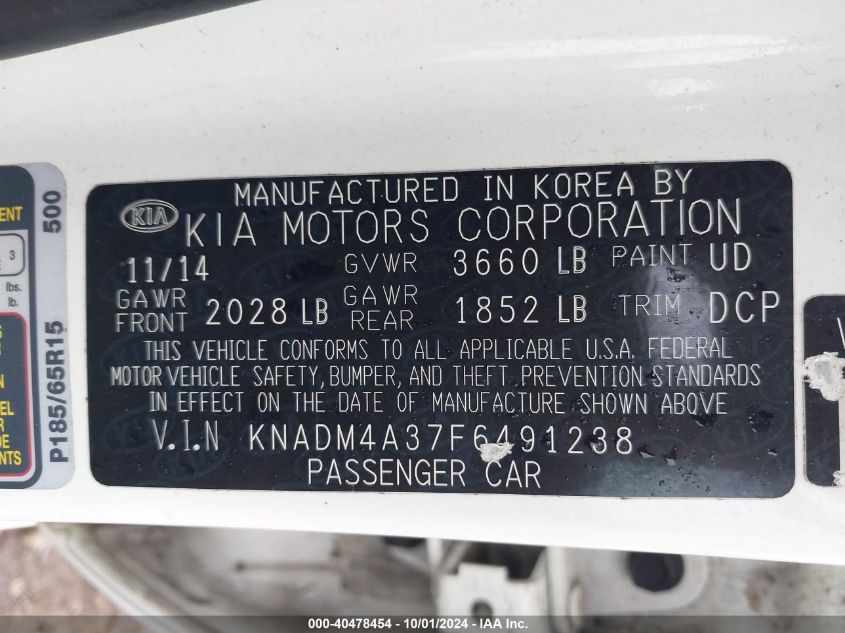 MANUFACTURED IN KOREA BY
KIA KIA MOTORS CORPORATION
11/14 GVWR 3660 LB PAINT UD
GAWR FRONT 2028 LB GAWR REAR 1852 LB TRIM DCP
THIS VEHICLE CONFORMS TO ALL APPLICABLE U.S.A. FEDERAL
MOTOR VEHICLE SAFETY, BUMPER, AND THEFT PREVENTION STANDARDS
IN EFFECT ON THE DATE OF MANUFACTURE SHOWN ABOVE
V.I.N KNADM4A37F6491238
PASSENGER CAR
P185/65R15 500
3
lbs.
lb.
000-40478454 - 10/01/2024 - IAA Inc.